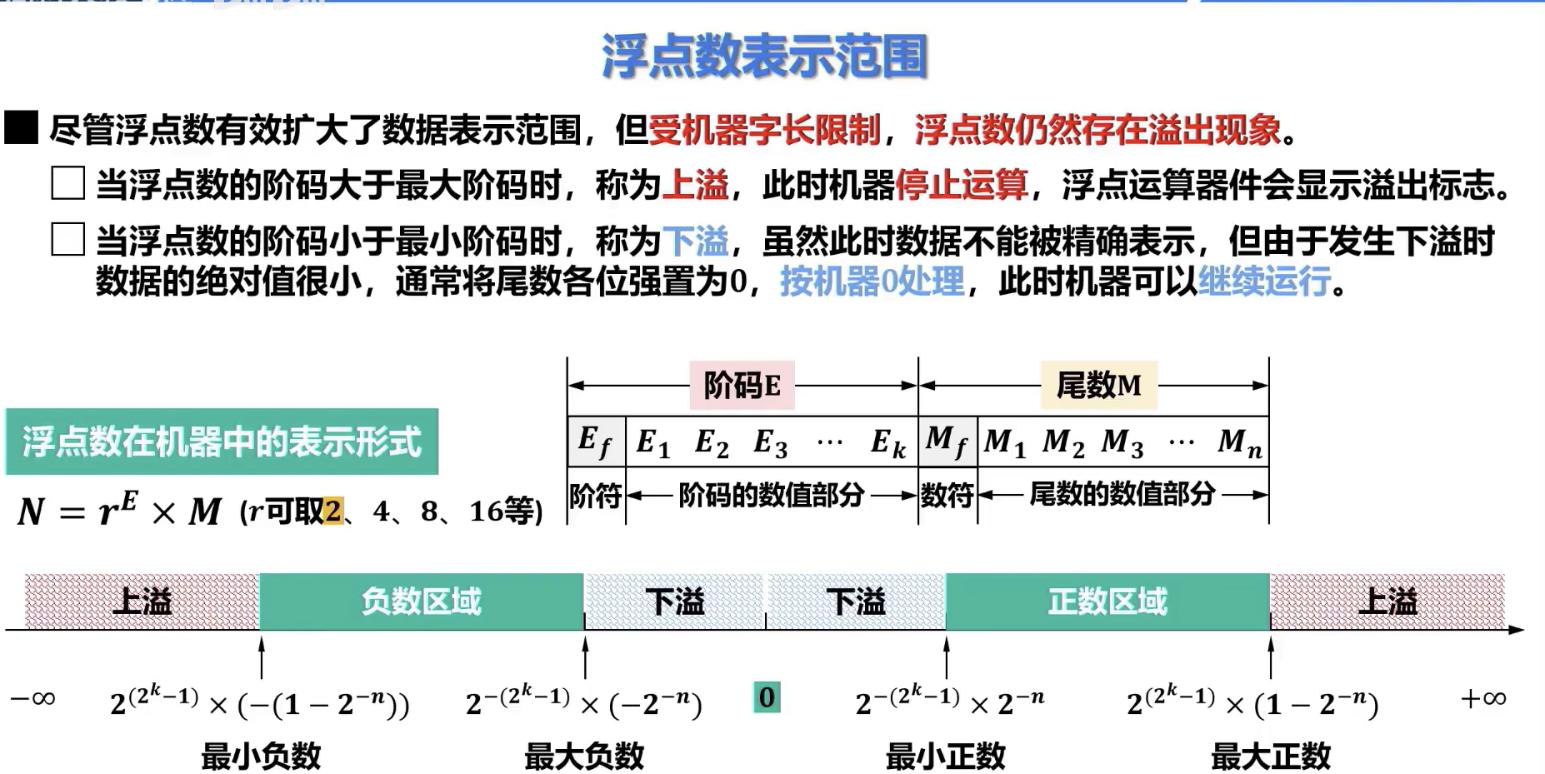 浮点数表示范围
尽管浮点数有效扩大了数据表示范围，但受机器字长限制，浮点数仍然存在溢出现象。
当浮点数的阶码大于最大阶码时，称为上溢，此时机器停止运算，浮点运算器件会显示溢出标志。
当浮点数的阶码小于最小阶码时，称为下溢，虽然此时数据不能被精确表示，但由于发生下溢时
数据的绝对值很小，通常将尾数各位强置为0，按机器0处理，此时机器可以继续运行。
阶码E 尾数M
浮点数在机器中的表示形式
E_f E_1 E_2 E_3 ⋯ E_k M_f M_1 M_2 M_3 ⋯ M_n
阶符 阶码的数值部分 数符 尾数的数值部分
N = r^E × M (r可取2、4、8、16等)
上溢 负数区域 下溢 下溢 正数区域 上溢
−∞ 2^(2^k−1) × (−(1 − 2^−n)) 2^−(2^k−1) × (−2^−n) 0 2^−(2^k−1) × 2^−n 2^(2^k−1) × (1 − 2^−n) +∞
最小负数 最大负数 最小正数 最大正数